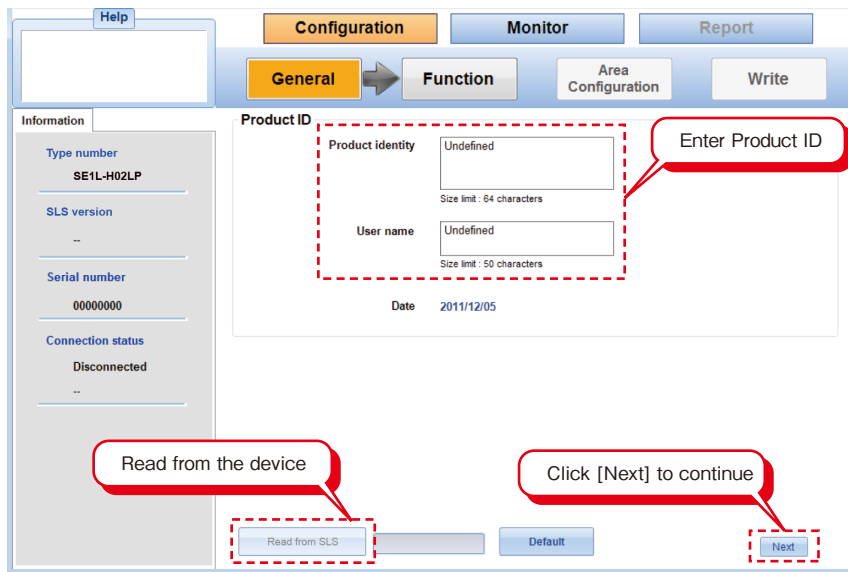 Help
Configuration
Monitor
Report
General
Function
Area
Configuration
Write
Information
Type number
SE1L-H02LP
SLS version
--
Serial number
00000000
Connection status
Disconnected
--
Product ID
Product identity
Undefined
Size limit : 64 characters
User name
Undefined
Size limit : 50 characters
Date
2011/12/05
Enter Product ID
Read from the device
Click [Next] to continue
Read from SLS
Default
Next